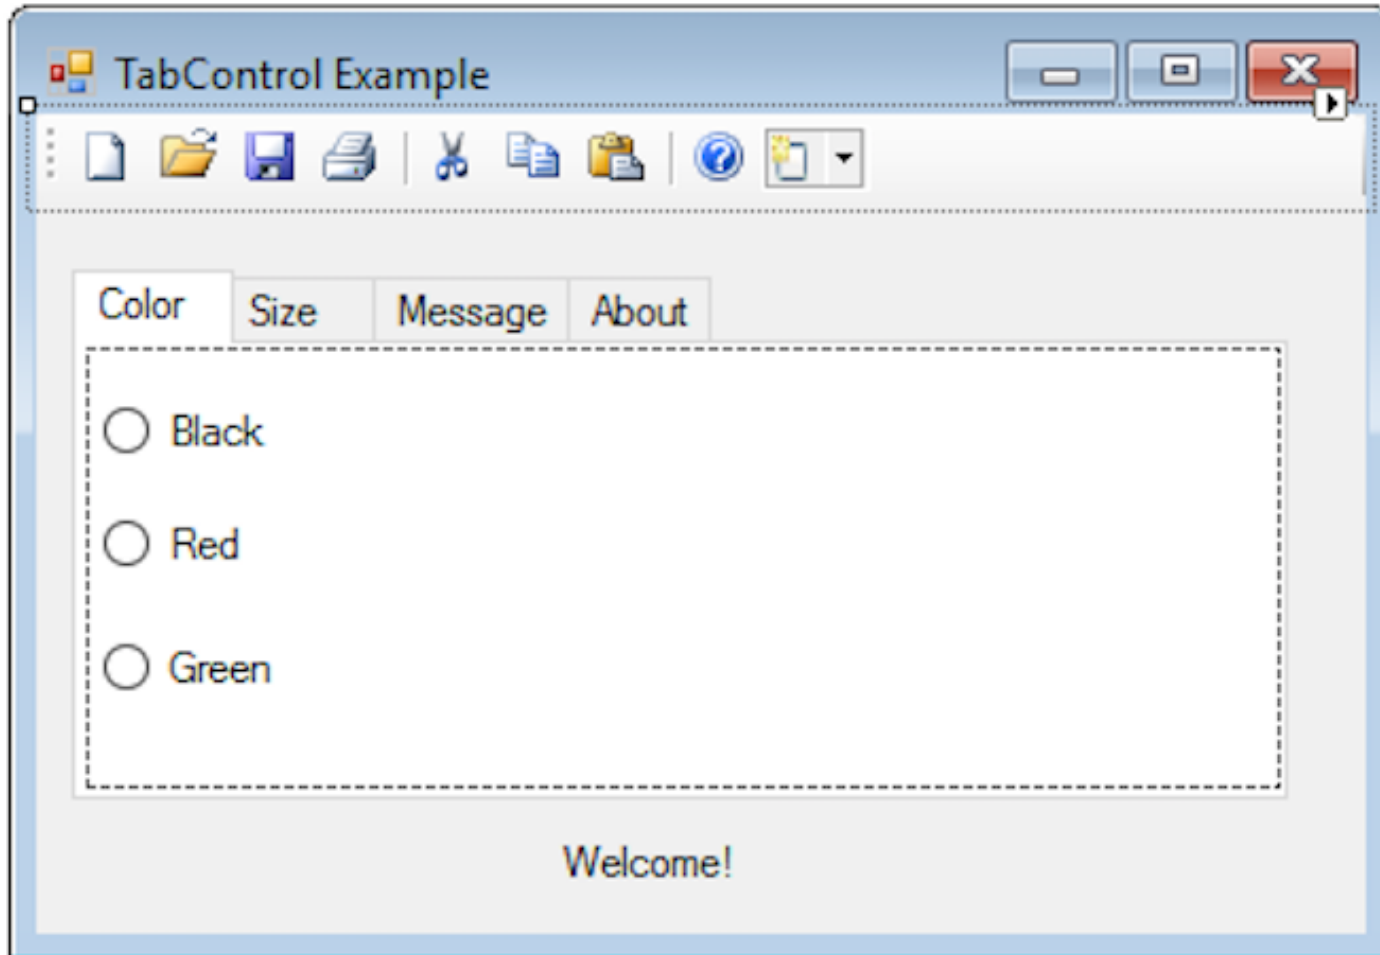 TabControl Example
Color Size Message About
Black
Red
Green
Welcome!